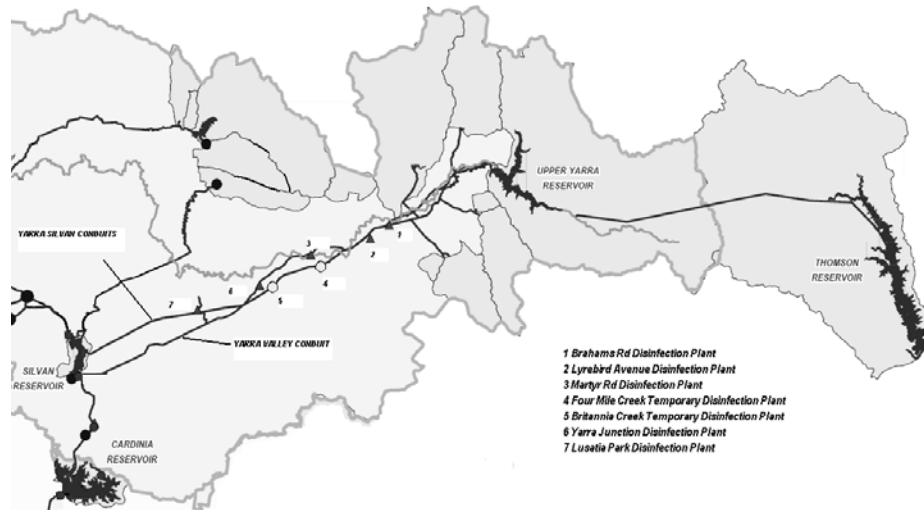 UPPER YARRA
RESERVOIR
YARRA SILVAN CONDUITS
3
1
2
THOMSON
RESERVOIR
6
4
7
5
YARRA VALLEY CONDUIT
SILVAN
RESERVOIR
1 Brahams Rd Disinfection Plant
2 Lyrebird Avenue Disinfection Plant
3 Martyr Rd Disinfection Plant
4 Four Mile Creek Temporary Disinfection Plant
5 Britannia Creek Temporary Disinfection Plant
6 Yarra Junction Disinfection Plant
7 Lusatia Park Disinfection Plant
CARDINIA
RESERVOIR